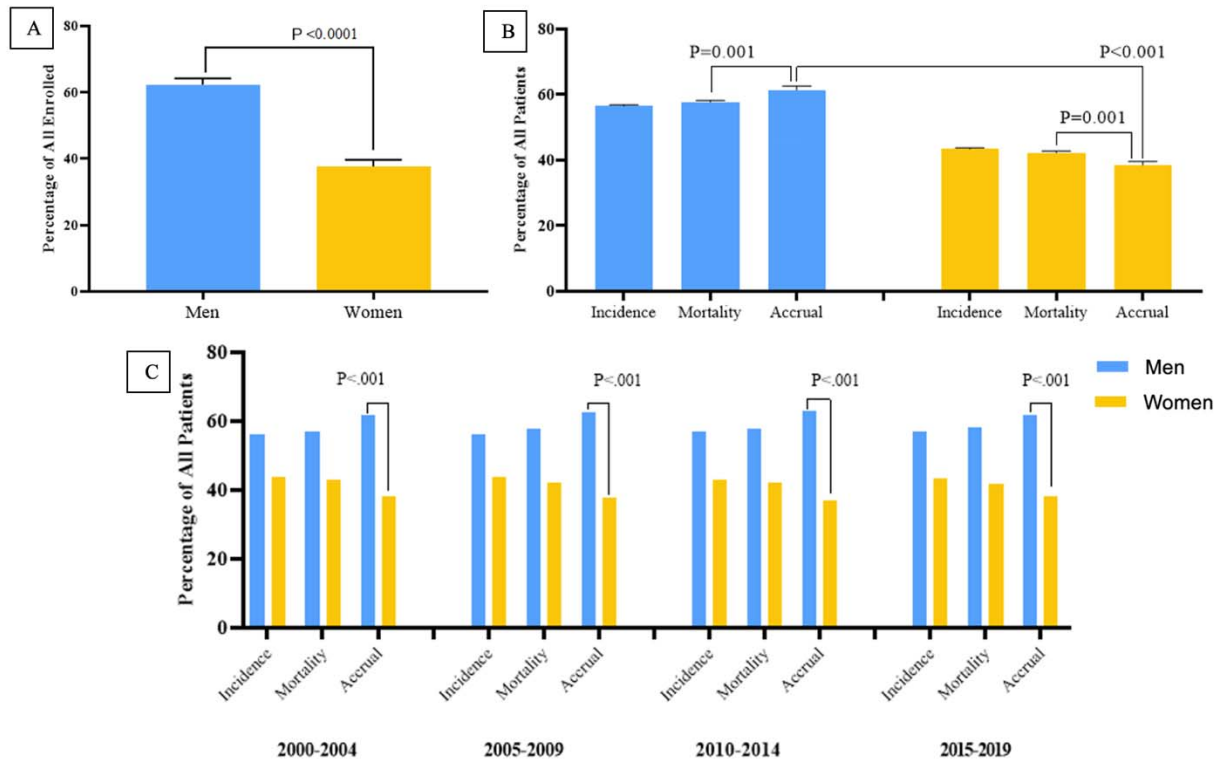 A
Percentage of All Enrolled
80
60
40
20
0
P <0.0001
Men
Women
B
Percentage of All Patients
80
60
40
20
0
P=0.001
P<0.001
P=0.001
Incidence
Mortality
Accrual
Incidence
Mortality
Accrual
C
Percentage of All Patients
80
60
40
20
0
P<.001
P<.001
P<.001
P<.001
Men
Women
Incidence
Mortality
Accrual
Incidence
Mortality
Accrual
Incidence
Mortality
Accrual
Incidence
Mortality
Accrual
2000-2004
2005-2009
2010-2014
2015-2019